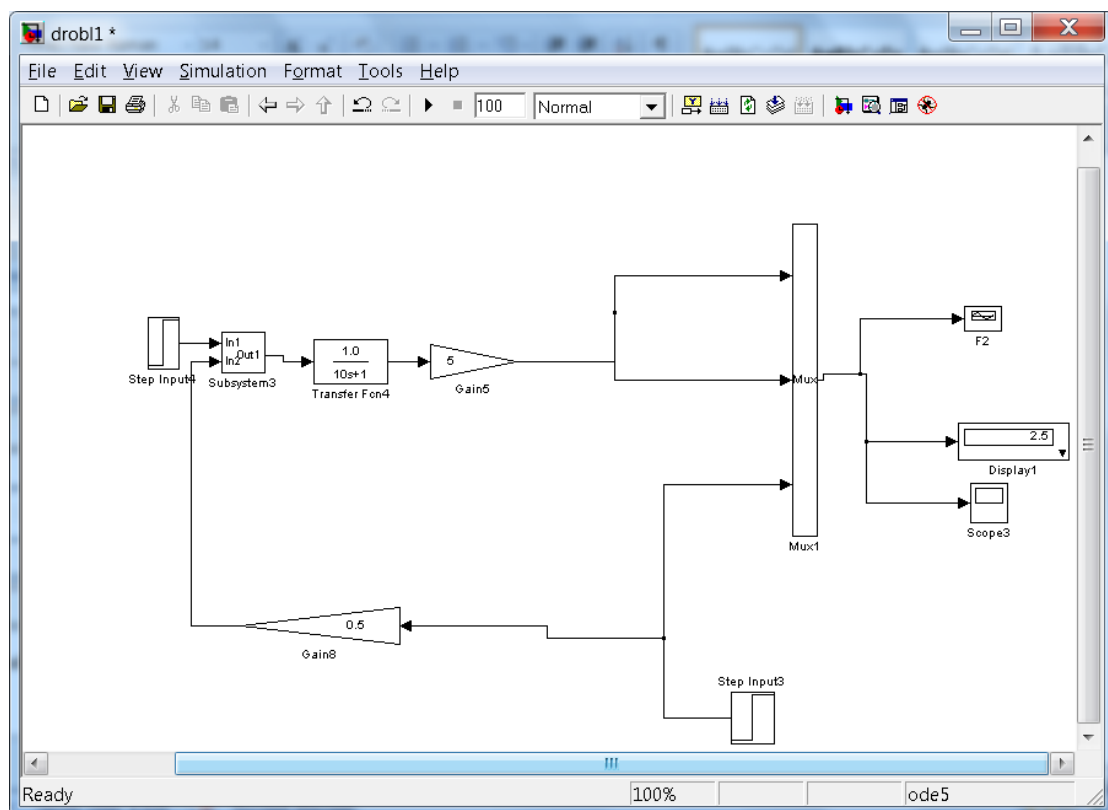 drobl1 *
File Edit View Simulation Format Tools Help
100 Normal
In1
In2
Out1
Step Input4
Subsystem3
1.0
10s+1
Transfer Fcn4
5
Gain5
Mux
Mux1
F2
2.5
Display1
Scope3
0.5
Gain8
Step Input3
Ready 100% ode5